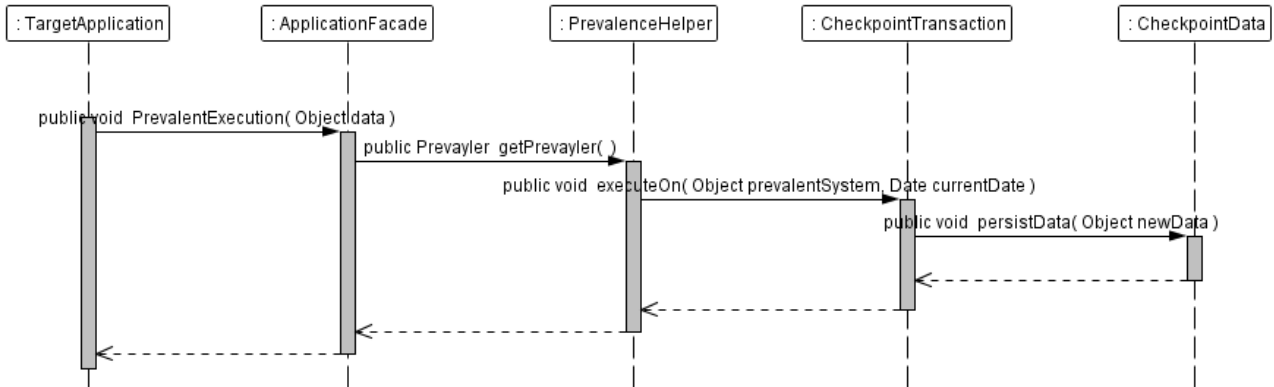 : TargetApplication
: ApplicationFacade
: PrevalenceHelper
: CheckpointTransaction
: CheckpointData
public void PrevalentExecution( Object data )
public Prevayler getPrevayler( )
public void executeOn( Object prevalentSystem, Date currentDate )
public void persistData( Object newData )